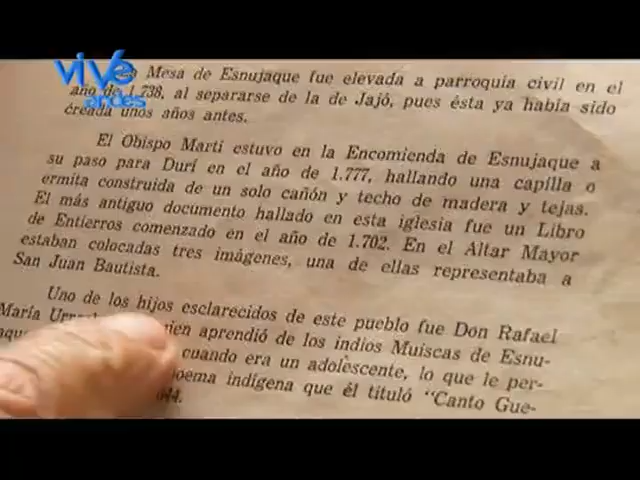 vive andes
Mesa de Esnujaque fue elevada a parroquia civil en el
año de 1.738, al separarse de la de Jajó, pues ésta ya había sido
creada unos años antes.
El Obispo Martí estuvo en la Encomienda de Esnujaque a
su paso para Durí en el año de 1.777, hallando una capilla o
ermita construida de un solo cañón y techo de madera y tejas.
El más antiguo documento hallado en esta iglesia fue un Libro
de Entierros comenzado en el año de 1.702. En el Altar Mayor
estaban colocadas tres imágenes, una de ellas representaba a
San Juan Bautista.
Uno de los hijos esclarecidos de este pueblo fue Don Rafael
María aprendió de los indios Muiscas de Esnu-
cuando era un adolescente, lo que le per-
indígena que él tituló "Canto Gue-